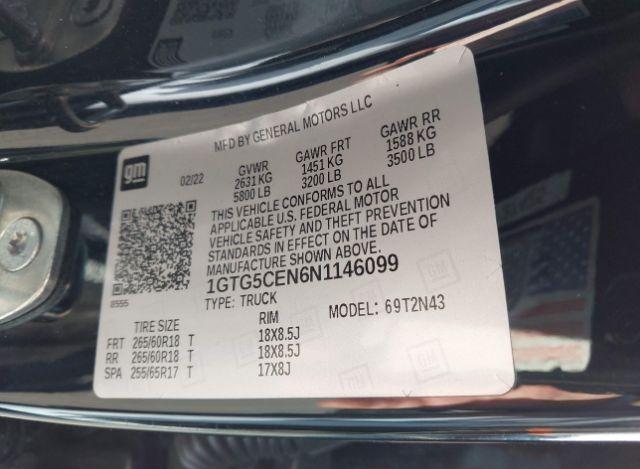 MFD BY GENERAL MOTORS LLC
gm
02/22
GVWR
2631 KG
5800 LB
GAWR FRT
1451 KG
3200 LB
GAWR RR
1588 KG
3500 LB
THIS VEHICLE CONFORMS TO ALL
APPLICABLE U.S. FEDERAL MOTOR
VEHICLE SAFETY AND THEFT PREVENTION
STANDARDS IN EFFECT ON THE DATE OF
MANUFACTURE SHOWN ABOVE.
8555
1GTG5CEN6N1146099
TYPE: TRUCK
MODEL: 69T2N43
TIRE SIZE RIM
FRT 265/60R18 T 18X8.5J
RR 265/60R18 T 18X8.5J
SPA 255/65R17 T 17X8J